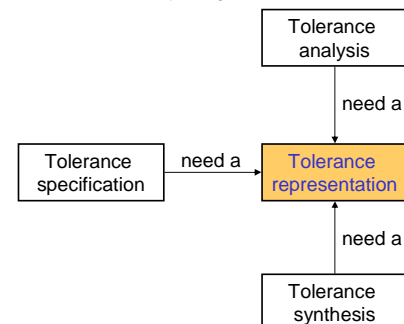 Tolerance
analysis
need a
Tolerance
specification
need a
Tolerance
representation
need a
Tolerance
synthesis